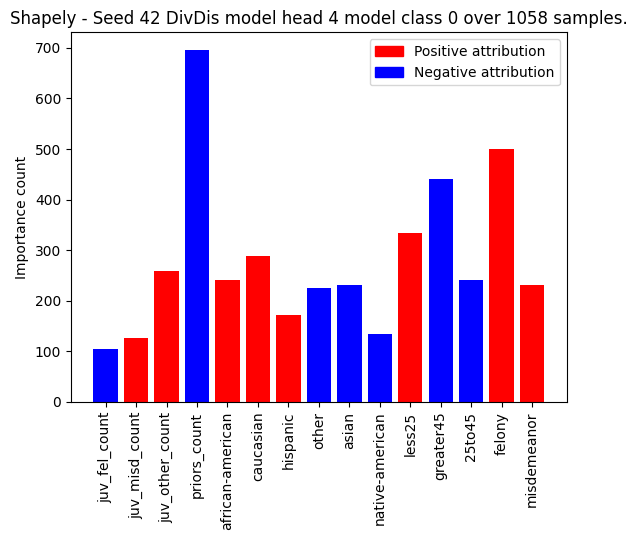 Shapely - Seed 42 DivDis model head 4 model class 0 over 1058 samples.
Positive attribution
Negative attribution
Importance count
700
600
500
400
300
200
100
0
juv_fel_count
juv_misd_count
juv_other_count
priors_count
african-american
caucasian
hispanic
other
asian
native-american
less25
greater45
25to45
felony
misdemeanor